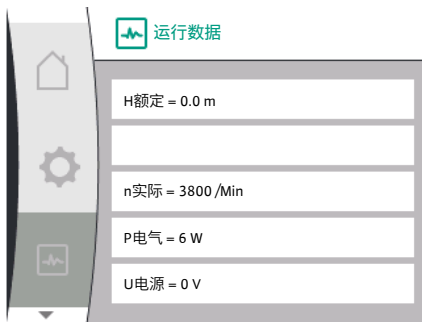 运行数据
H额定 = 0.0 m
n实际 = 3800 /Min
P电气 = 6 W
U电源 = 0 V